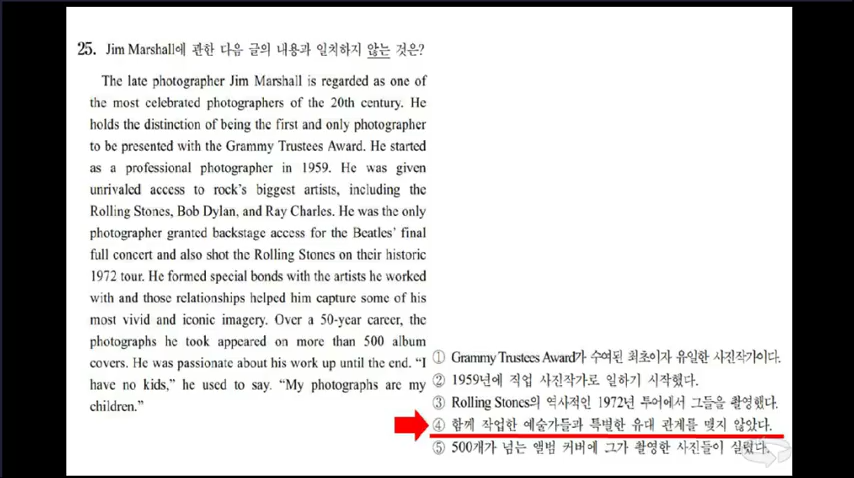 25. Jim Marshall에 관한 다음 글의 내용과 일치하지 않는 것은?
The late photographer Jim Marshall is regarded as one of
the most celebrated photographers of the 20th century. He
holds the distinction of being the first and only photographer
to be presented with the Grammy Trustees Award. He started
as a professional photographer in 1959. He was given
unrivaled access to rock's biggest artists, including the
Rolling Stones, Bob Dylan, and Ray Charles. He was the only
photographer granted backstage access for the Beatles' final
full concert and also shot the Rolling Stones on their historic
1972 tour. He formed special bonds with the artists he worked
with and those relationships helped him capture some of his
most vivid and iconic imagery. Over a 50-year career, the
photographs he took appeared on more than 500 album
covers. He was passionate about his work up until the end. "I
have no kids," he used to say. "My photographs are my
children."
① Grammy Trustees Award가 수여된 최초이자 유일한 사진작가이다.
② 1959년에 직업 사진작가로 일하기 시작했다.
③ Rolling Stones의 역사적인 1972년 투어에서 그들을 촬영했다.
④ 함께 작업한 예술가들과 특별한 유대 관계를 맺지 않았다.
⑤ 500개가 넘는 앨범 커버에 그가 촬영한 사진들이 실렸다.